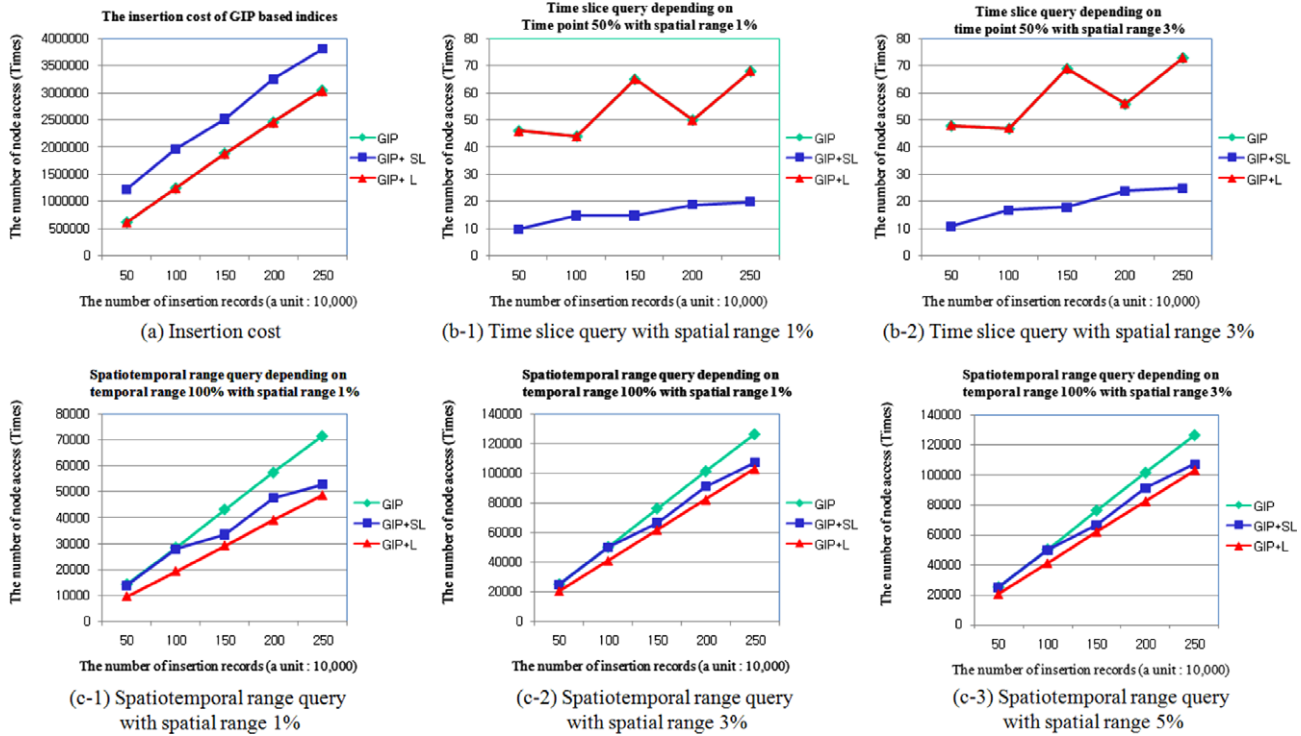 The insertion cost of GIP based indices
The number of node access (Times)
4000000
3500000
3000000
2500000
2000000
1500000
1000000
500000
0
50 100 150 200 250
GIP
GIP+ SL
GIP+ L
The number of insertion records (a unit : 10,000)
(a) Insertion cost
Time slice query depending on
Time point 50% with spatial range 1%
The number of node access (Times)
80
70
60
50
40
30
20
10
0
50 100 150 200 250
GIP
GIP+SL
GIP+L
The number of insertion records (a unit : 10,000)
(b-1) Time slice query with spatial range 1%
Time slice query depending on
time point 50% with spatial range 3%
The number of node access (Times)
80
70
60
50
40
30
20
10
0
50 100 150 200 250
GIP
GIP+SL
GIP+L
The number of insertion records (a unit : 10,000)
(b-2) Time slice query with spatial range 3%
Spatiotemporal range query depending on
temporal range 100% with spatial range 1%
The number of node access (Times)
80000
70000
60000
50000
40000
30000
20000
10000
0
50 100 150 200 250
GIP
GIP+SL
GIP+L
The number of insertion records (a unit : 10,000)
(c-1) Spatiotemporal range query
with spatial range 1%
Spatiotemporal range query depending on
temporal range 100% with spatial range 1%
The number of node access (Times)
140000
120000
100000
80000
60000
40000
20000
0
50 100 150 200 250
GIP
GIP+SL
GIP+L
The number of insertion records (a unit : 10,000)
(c-2) Spatiotemporal range query
with spatial range 3%
Spatiotemporal range query depending on
temporal range 100% with spatial range 3%
The number of node access (Times)
140000
120000
100000
80000
60000
40000
20000
0
50 100 150 200 250
GIP
GIP+SL
GIP+L
The number of insertion records (a unit : 10,000)
(c-3) Spatiotemporal range query
with spatial range 5%